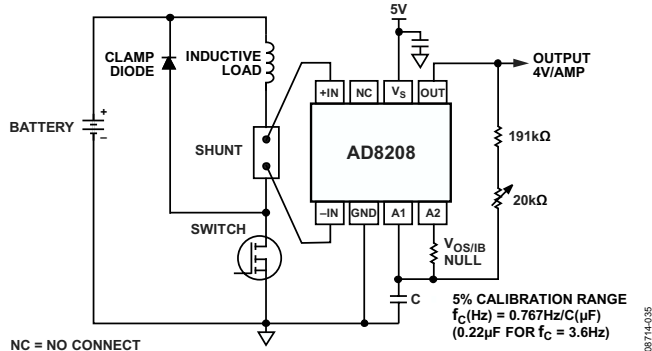 5V
OUTPUT
4V/AMP
CLAMP
DIODE
INDUCTIVE
LOAD
+IN
NC
VS
OUT
BATTERY
+
–
SHUNT
AD8208
191kΩ
20kΩ
–IN
GND
A1
A2
SWITCH
VOS/IB
NULL
C
5% CALIBRATION RANGE
fC(Hz) = 0.767Hz/C(µF)
(0.22µF FOR fC = 3.6Hz)
NC = NO CONNECT
08714-035